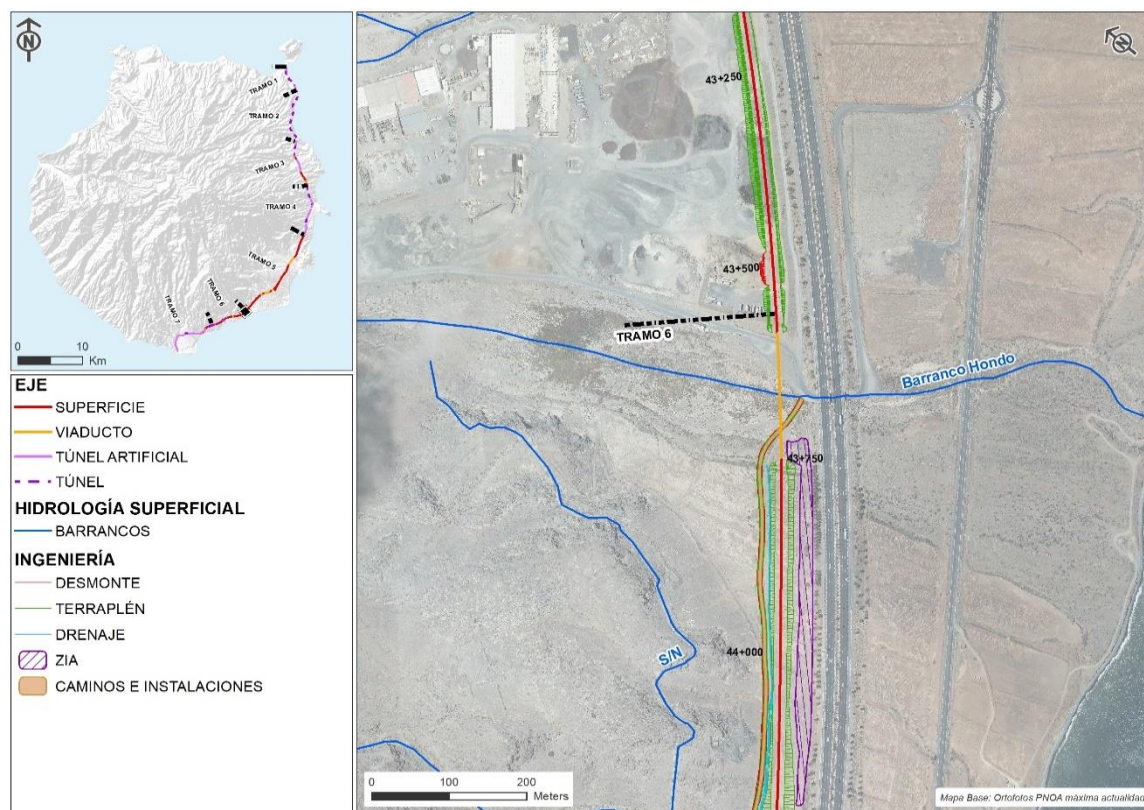 N
TRAMO 1
TRAMO 2
TRAMO 3
TRAMO 4
TRAMO 5
TRAMO 6
TRAMO 7
0 10
Km
EJE
SUPERFICIE
VIADUCTO
TÚNEL ARTIFICIAL
TÚNEL
HIDROLOGÍA SUPERFICIAL
BARRANCOS
INGENIERÍA
DESMONTE
TERRAPLÉN
DRENAJE
ZIA
CAMINOS E INSTALACIONES
N
43+250
43+500
TRAMO 6
Barranco Hondo
43+750
44+000
S/N
0 100 200
Meters
Mapa Base: Ortofotos PNOA máxima actualidad